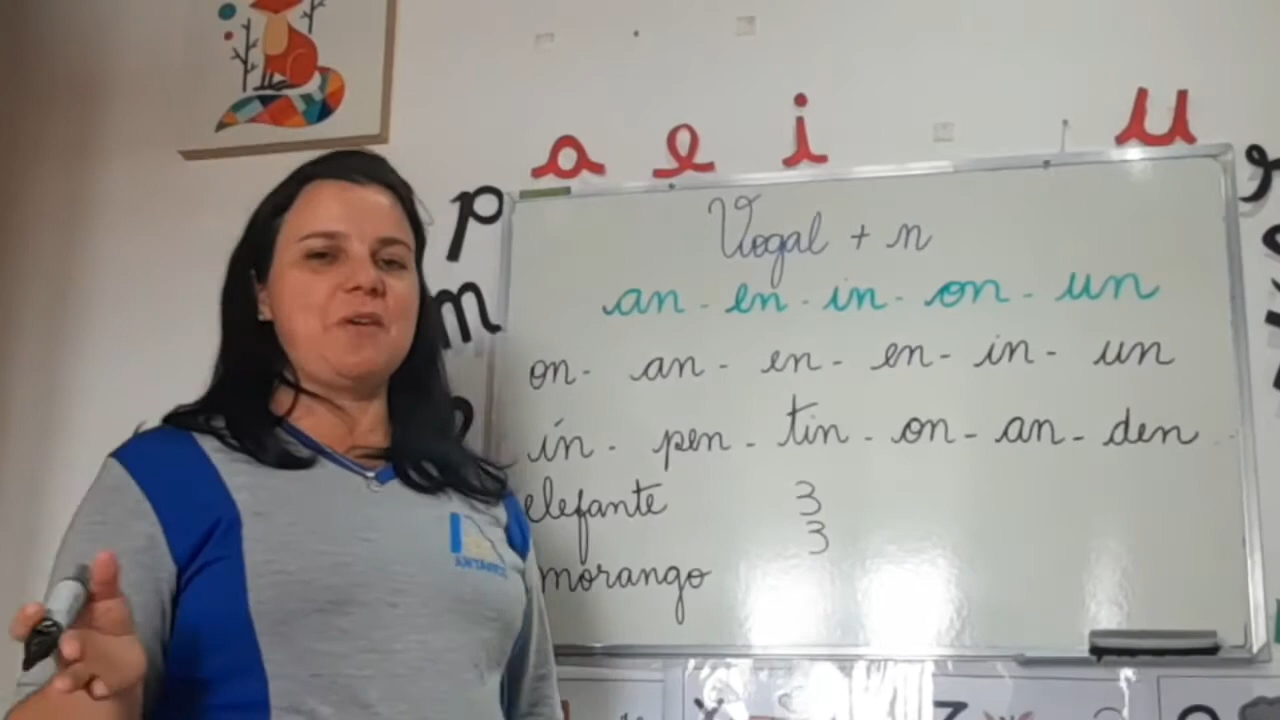 a e i u
p
m
Vogal + n
an - en - in - on - un
on - an - en - en - in - un
in - pen - tin - on - an - den
elefante 3
3
morango